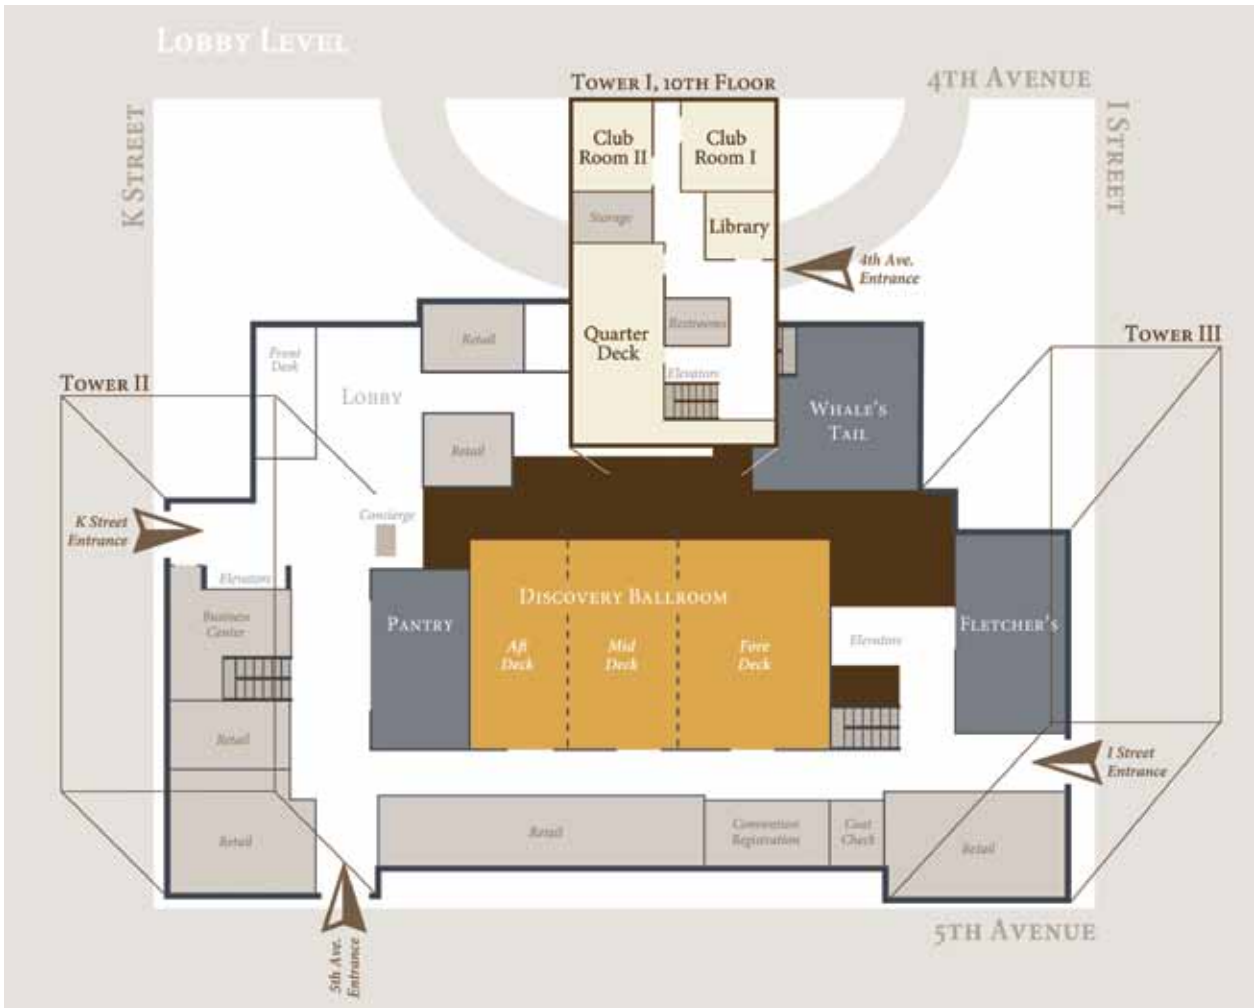 LOBBY LEVEL
TOWER I, 10TH FLOOR
4TH AVENUE
K STREET
I STREET
Club
Room II
Club
Room I
Storage
Library
4th Ave.
Entrance
Quarter
Deck
Restrooms
Elevators
Retail
Front
Desk
LOBBY
TOWER II
TOWER III
WHALE'S
TAIL
Retail
K Street
Entrance
Concierge
Elevators
Business
Center
PANTRY
DISCOVERY BALLROOM
Aft
Deck
Mid
Deck
Fore
Deck
Elevators
FLETCHER'S
Retail
I Street
Entrance
Retail
Retail
Convention
Registration
Coat
Check
Retail
5th Ave.
Entrance
5TH AVENUE